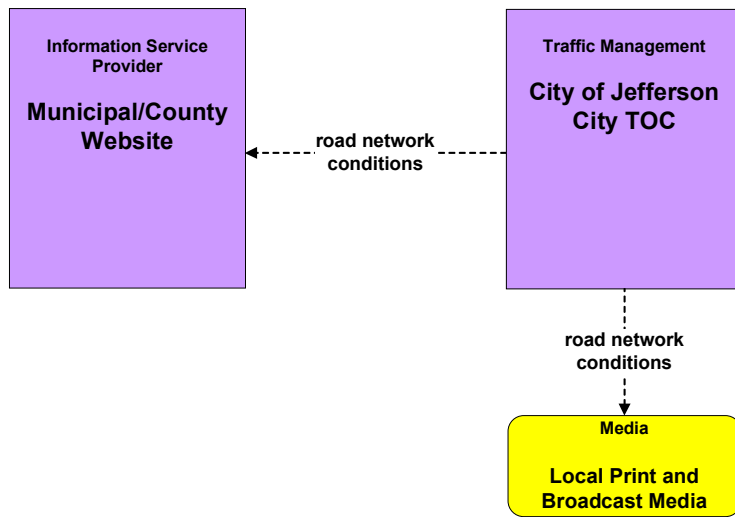 Information Service
Provider
Municipal/County
Website
Traffic Management
City of Jefferson
City TOC
road network
conditions
road network
conditions
Media
Local Print and
Broadcast Media